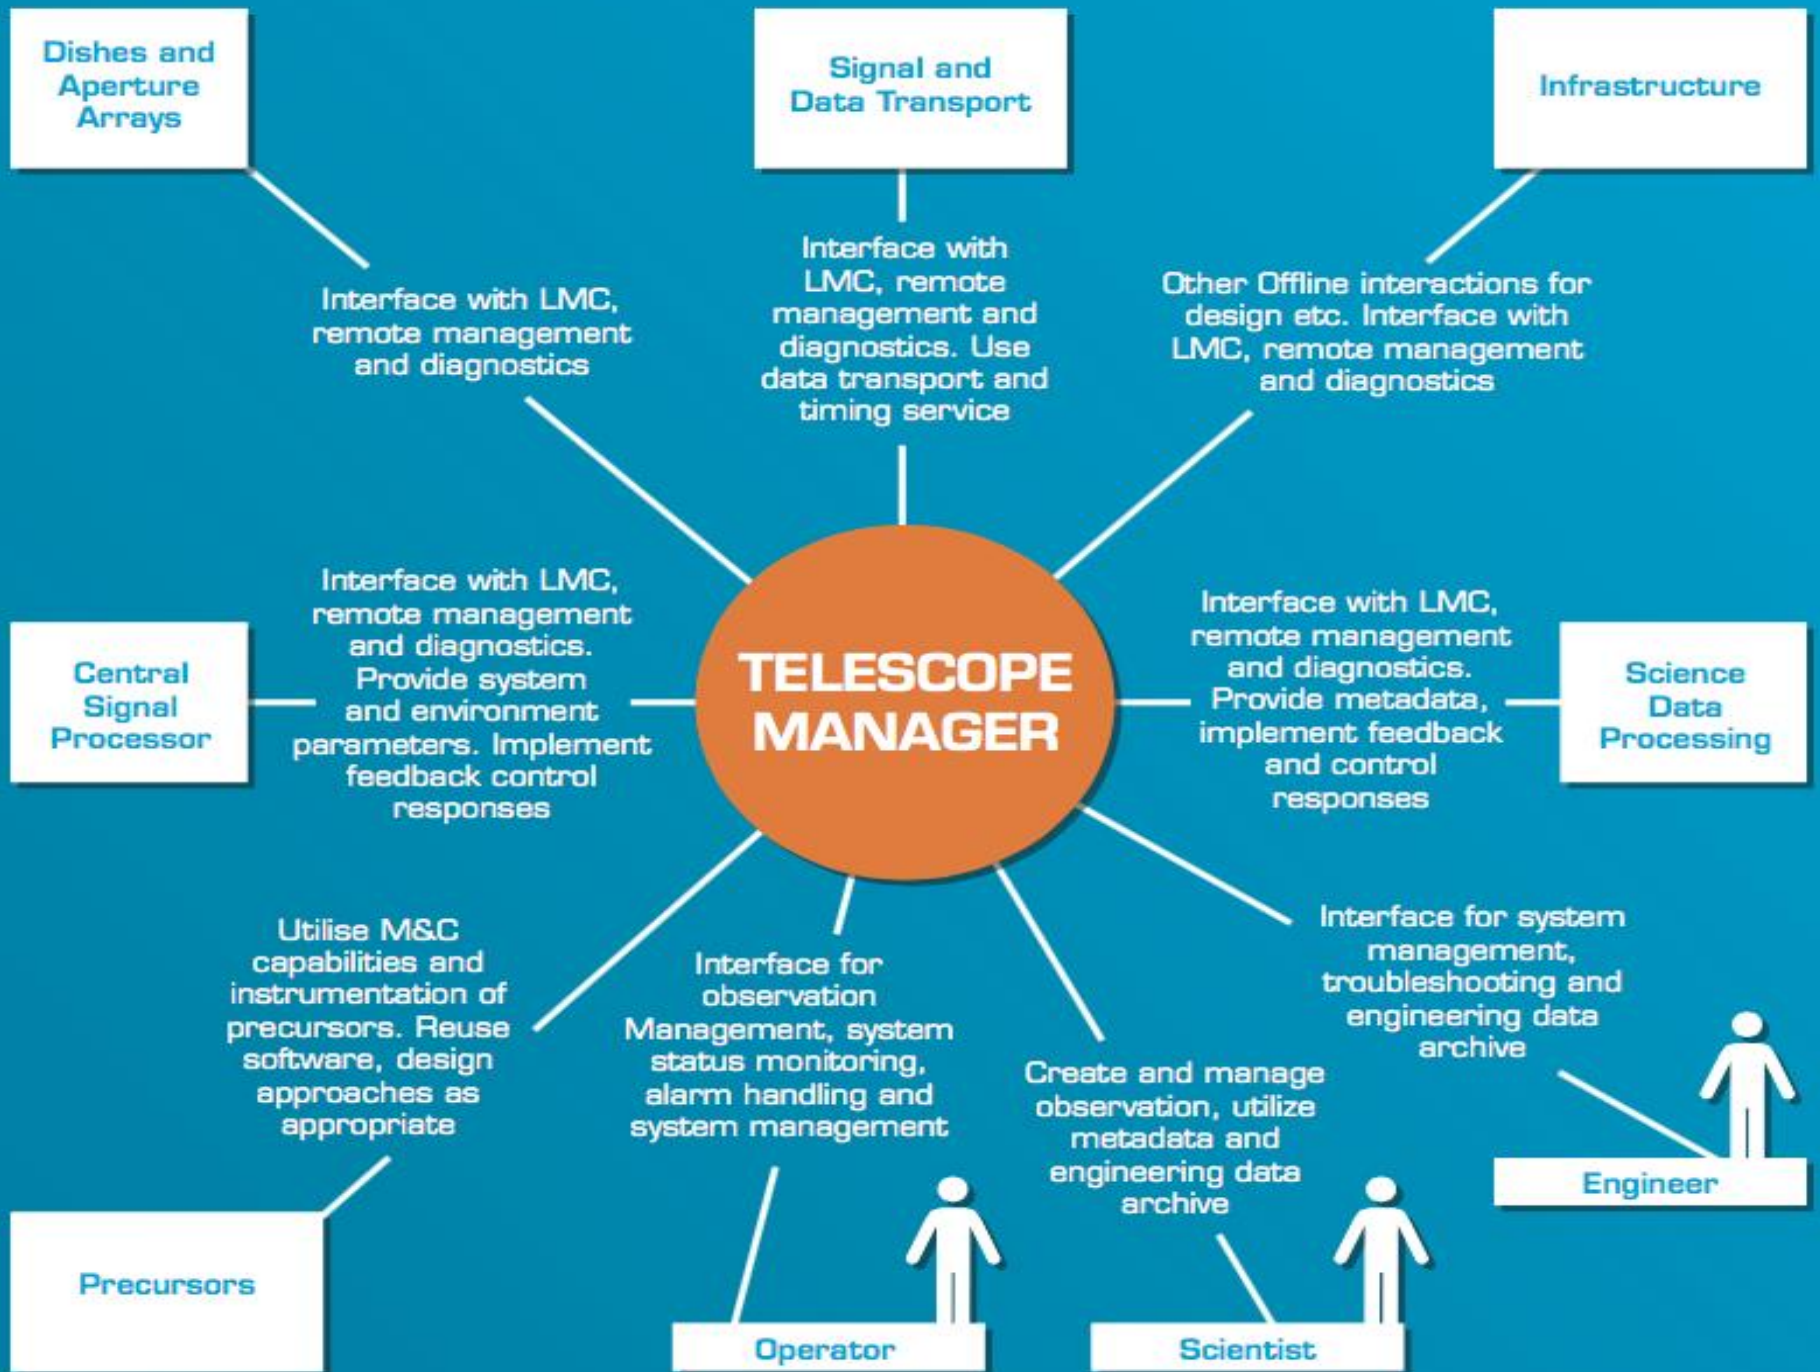 Dishes and
Aperture
Arrays
Signal and
Data Transport
Infrastructure
Interface with LMC,
remote management
and diagnostics
Interface with
LMC, remote
management and
diagnostics. Use
data transport and
timing service
Other Offline interactions for
design etc. Interface with
LMC, remote management
and diagnostics
Central
Signal
Processor
Interface with LMC,
remote management
and diagnostics.
Provide system
and environment
parameters. Implement
feedback control
responses
TELESCOPE
MANAGER
Interface with LMC,
remote management
and diagnostics.
Provide metadata,
implement feedback
and control
responses
Science
Data
Processing
Utilise M&C
capabilities and
instrumentation of
precursors. Reuse
software, design
approaches as
appropriate
Interface for
observation
Management, system
status monitoring,
alarm handling and
system management
Create and manage
observation, utilize
metadata and
engineering data
archive
Interface for system
management,
troubleshooting and
engineering data
archive
Engineer
Precursors
Operator
Scientist